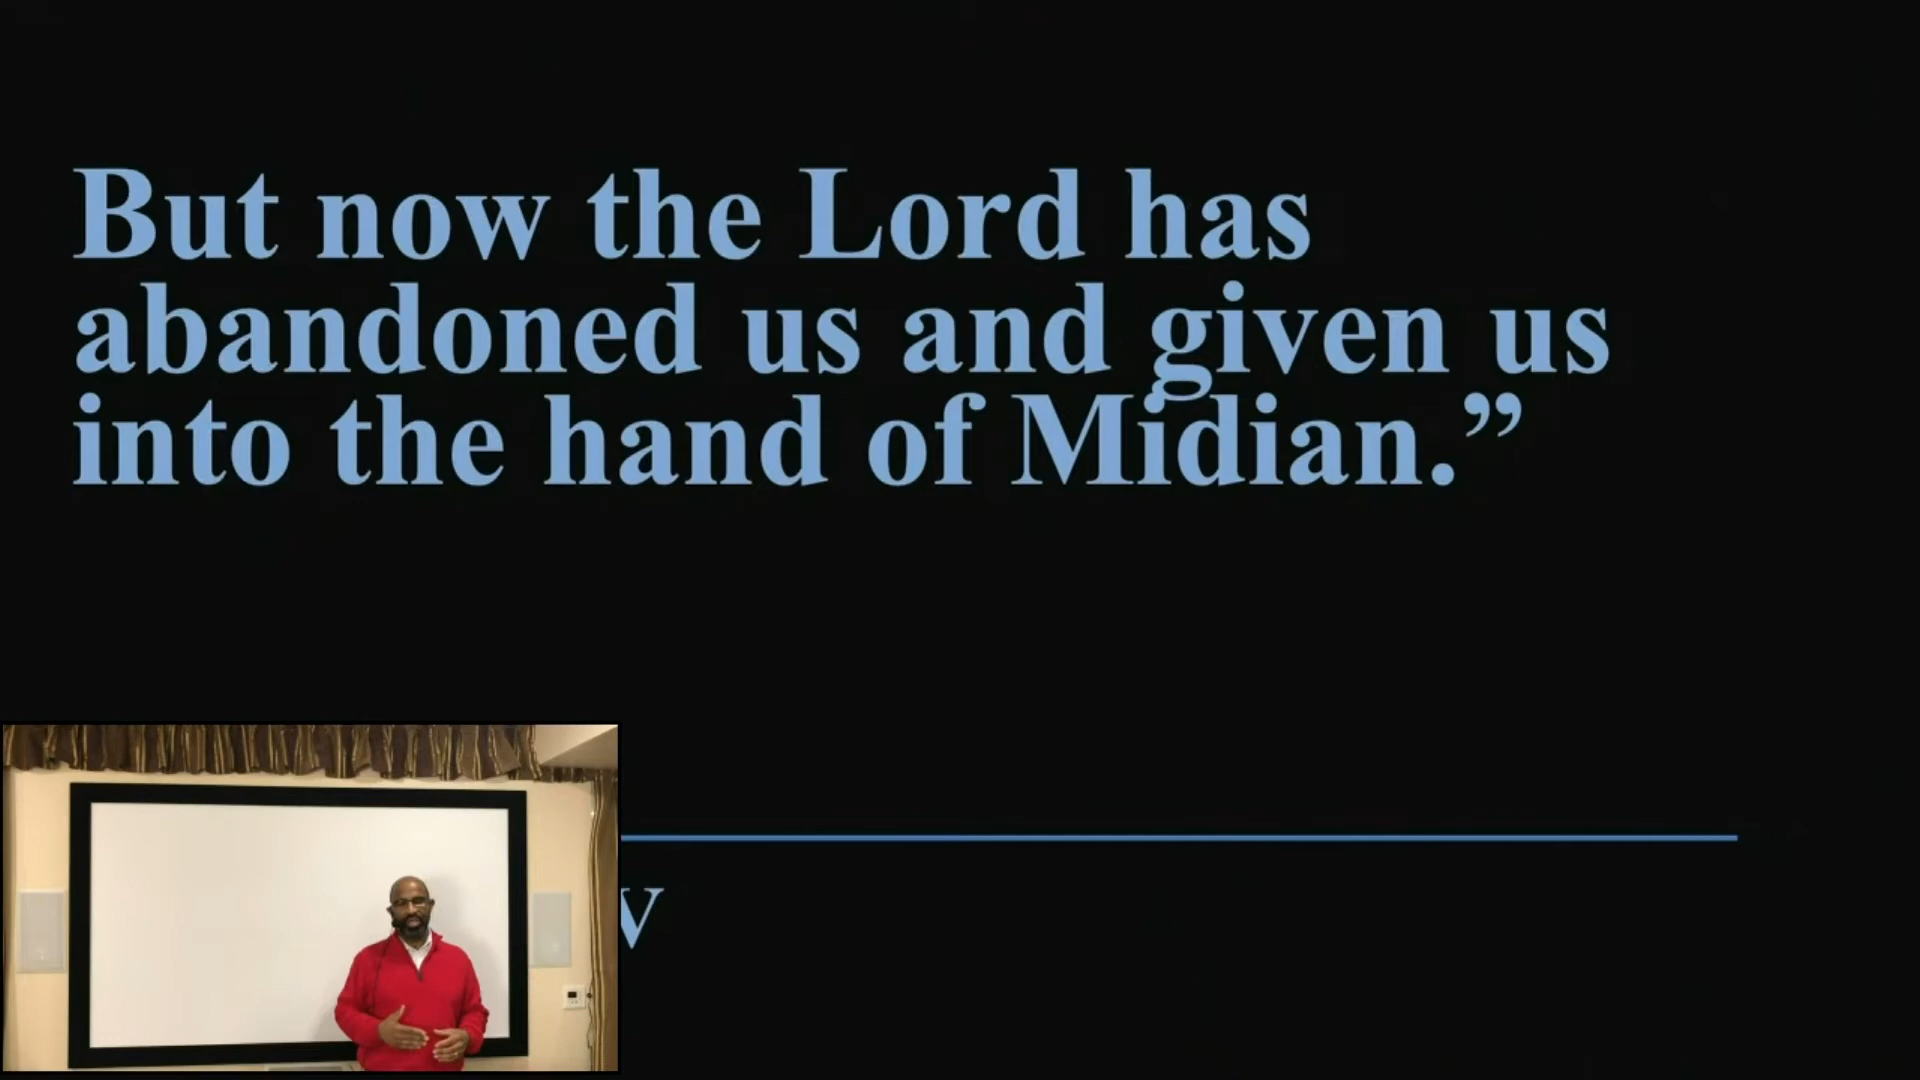 But now the Lord has
abandoned us and given us
into the hand of Midian.”
V